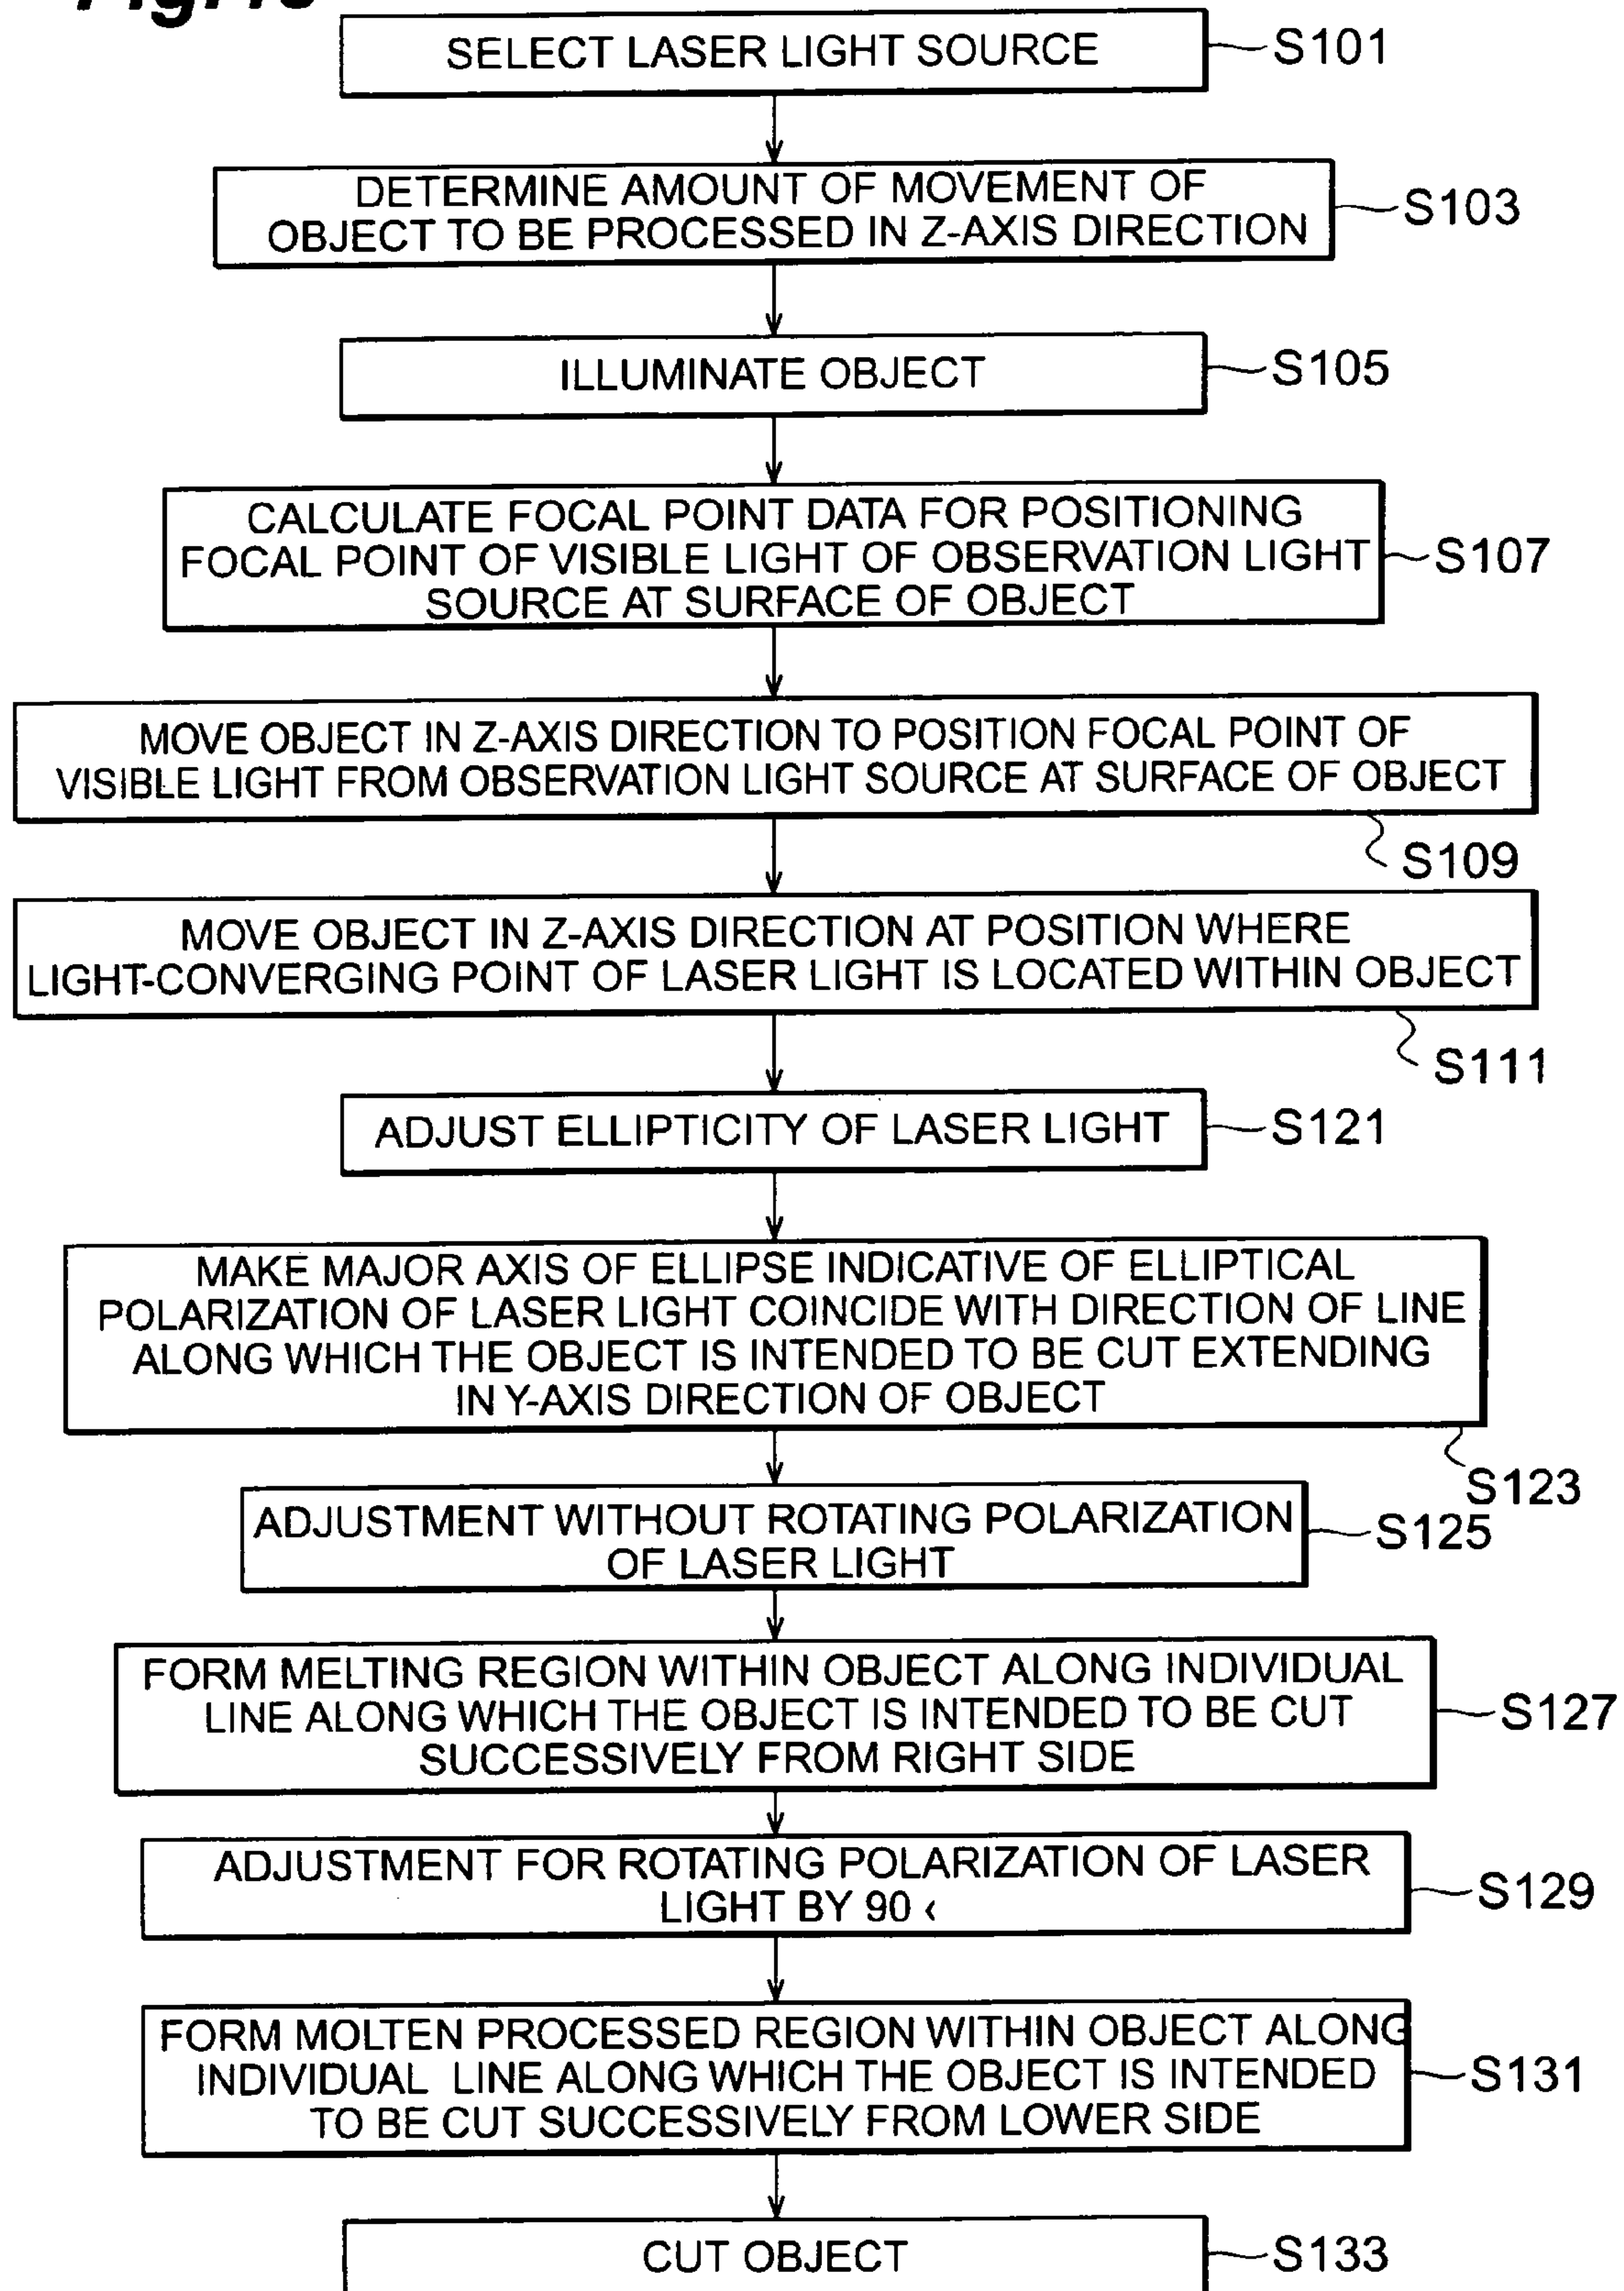 SELECT LASER LIGHT SOURCE
S101
DETERMINE AMOUNT OF MOVEMENT OF
OBJECT TO BE PROCESSED IN Z-AXIS DIRECTION
S103
ILLUMINATE OBJECT
S105
CALCULATE FOCAL POINT DATA FOR POSITIONING
FOCAL POINT OF VISIBLE LIGHT OF OBSERVATION LIGHT
SOURCE AT SURFACE OF OBJECT
S107
MOVE OBJECT IN Z-AXIS DIRECTION TO POSITION FOCAL POINT OF
VISIBLE LIGHT FROM OBSERVATION LIGHT SOURCE AT SURFACE OF OBJECT
S109
MOVE OBJECT IN Z-AXIS DIRECTION AT POSITION WHERE
LIGHT-CONVERGING POINT OF LASER LIGHT IS LOCATED WITHIN OBJECT
S111
ADJUST ELLIPTICITY OF LASER LIGHT
S121
MAKE MAJOR AXIS OF ELLIPSE INDICATIVE OF ELLIPTICAL
POLARIZATION OF LASER LIGHT COINCIDE WITH DIRECTION OF LINE
ALONG WHICH THE OBJECT IS INTENDED TO BE CUT EXTENDING
IN Y-AXIS DIRECTION OF OBJECT
S123
ADJUSTMENT WITHOUT ROTATING POLARIZATION
OF LASER LIGHT
S125
FORM MELTING REGION WITHIN OBJECT ALONG INDIVIDUAL
LINE ALONG WHICH THE OBJECT IS INTENDED TO BE CUT
SUCCESSIVELY FROM RIGHT SIDE
S127
ADJUSTMENT FOR ROTATING POLARIZATION OF LASER
LIGHT BY 90 ‹
S129
FORM MOLTEN PROCESSED REGION WITHIN OBJECT ALONG
INDIVIDUAL LINE ALONG WHICH THE OBJECT IS INTENDED
TO BE CUT SUCCESSIVELY FROM LOWER SIDE
S131
CUT OBJECT
S133